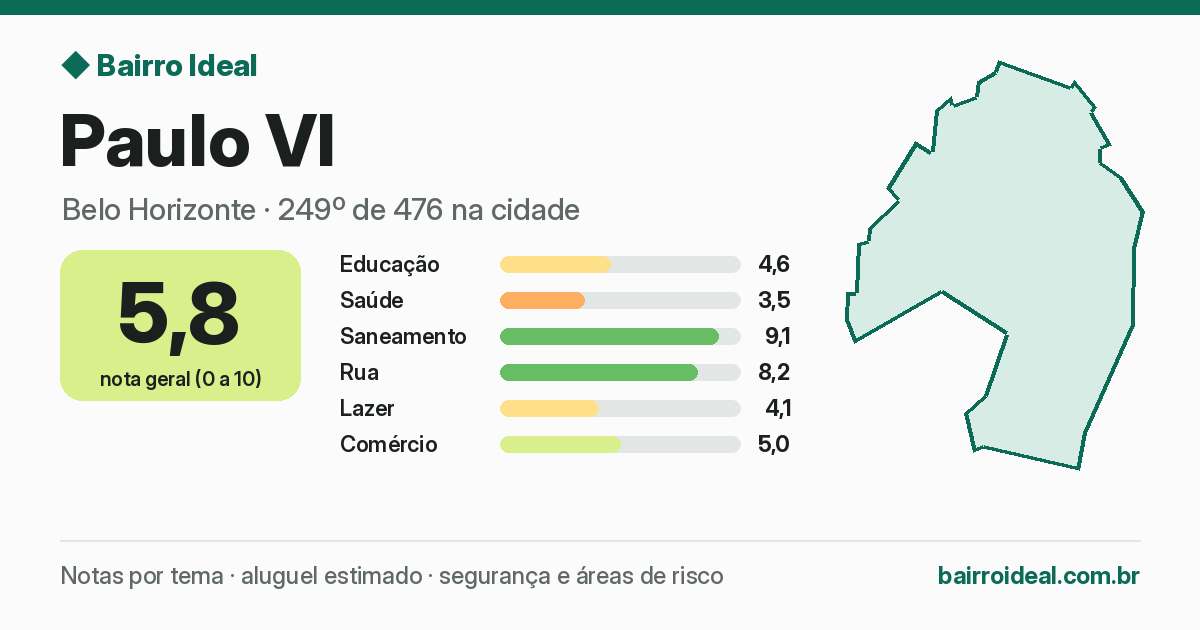 Bairro Ideal
Paulo VI
Belo Horizonte · 249º de 476 na cidade
5,8
nota geral (0 a 10)
Educação 4,6
Saúde 3,5
Saneamento 9,1
Rua 8,2
Lazer 4,1
Comércio 5,0
Notas por tema · aluguel estimado · segurança e áreas de risco
bairroideal.com.br